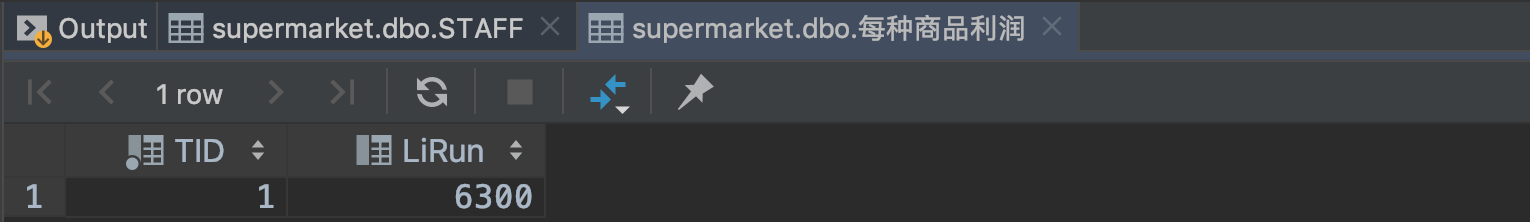 Output supermarket.dbo.STAFF supermarket.dbo.每种商品利润
1 row
TID LiRun
1 1 6300